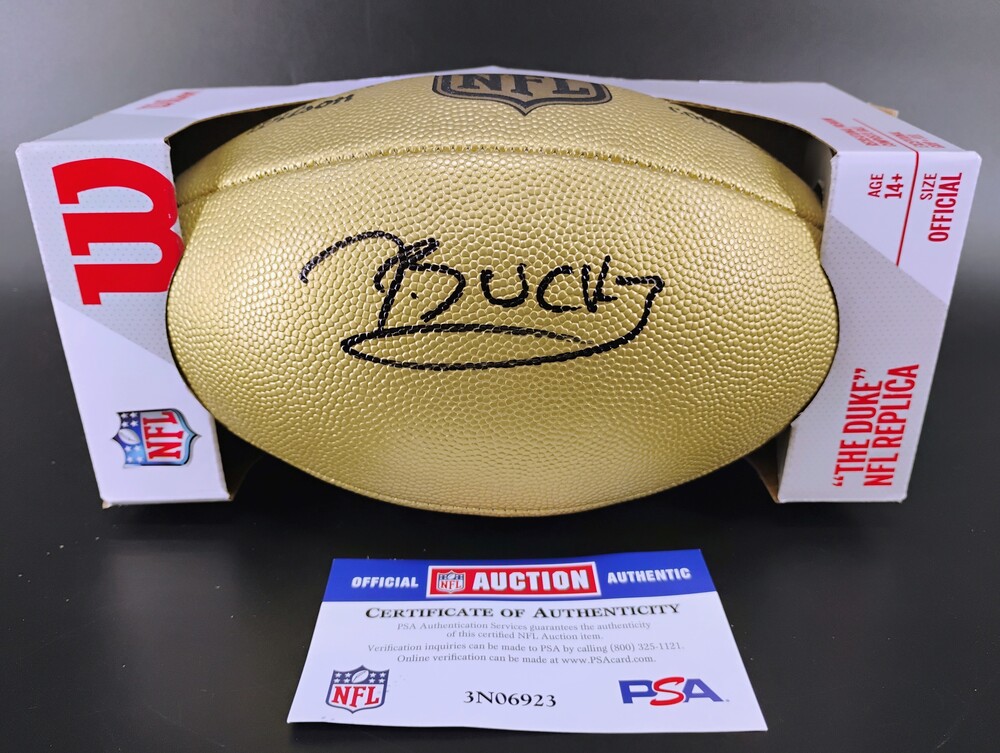 NFL
W
NFL
AGE
14+
SIZE
OFFICIAL
"THE DUKE"
NFL REPLICA
Bucky
OFFICIAL NFL AUCTION AUTHENTIC
CERTIFICATE OF AUTHENTICITY
PSA Authentication Services guarantees the authenticity
of this certified NFL Auction item.
Verification inquiries can be made to PSA by calling (800) 325-1121.
Online verification can be made at www.PSAcard.com.
NFL
3N06923
PSA